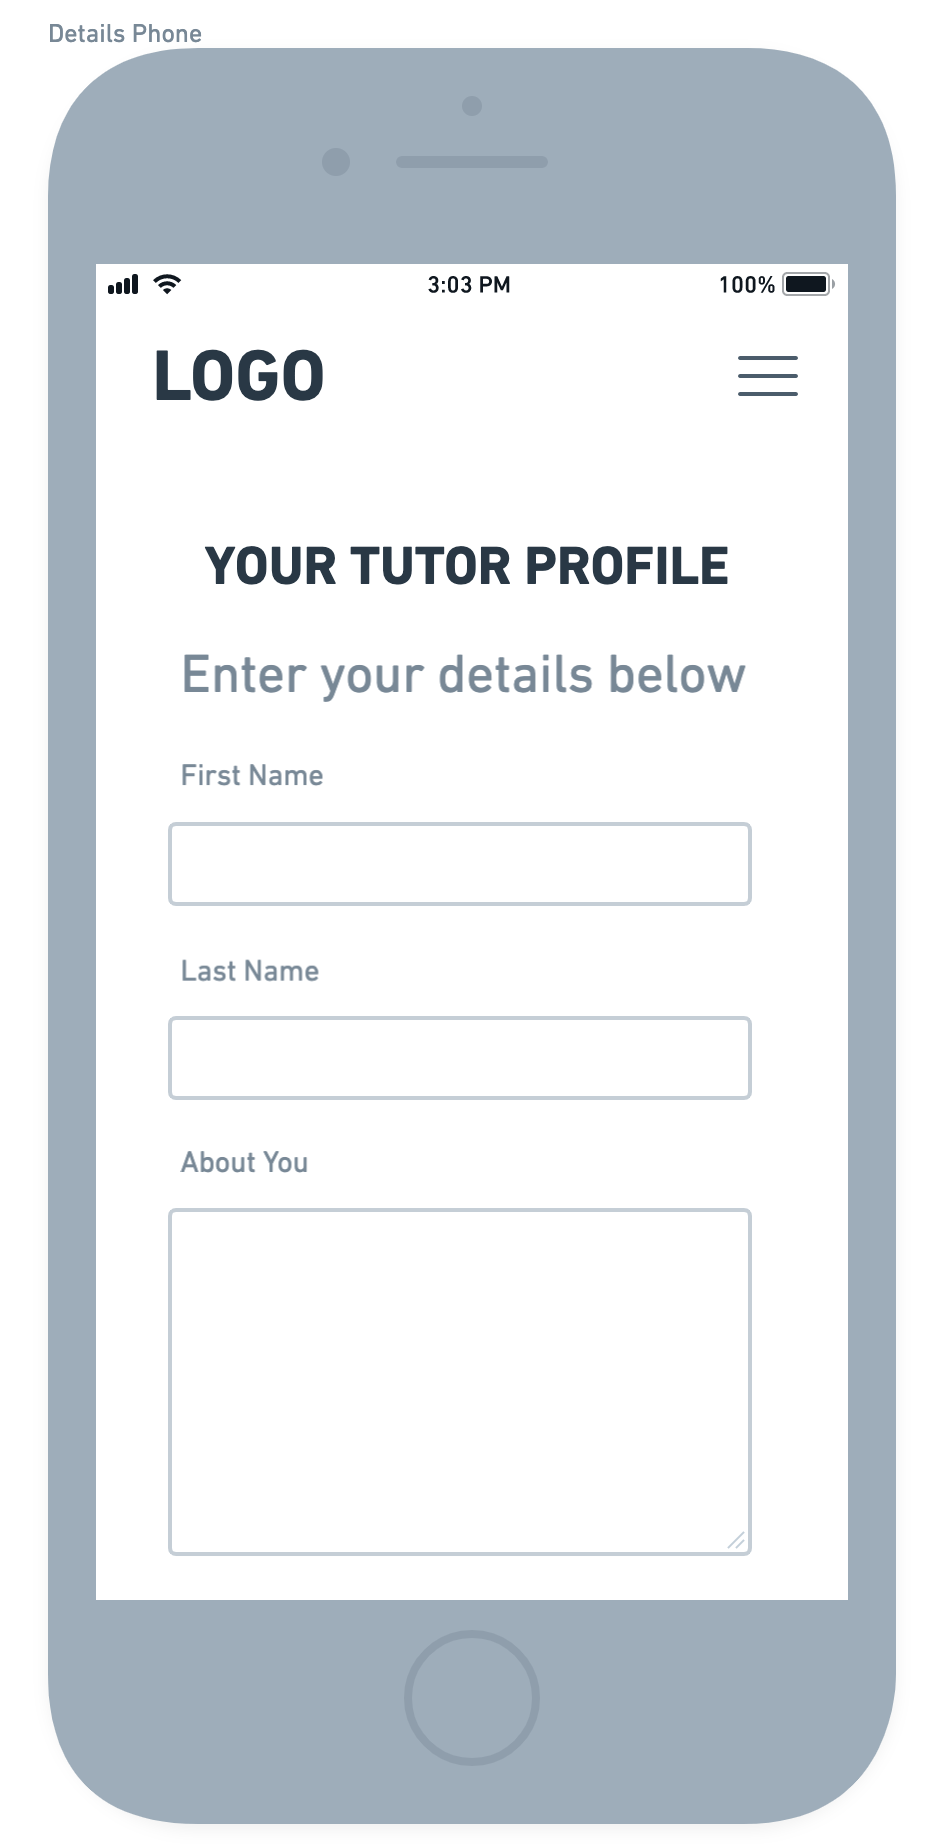 Details Phone
3:03 PM
100%
LOGO
YOUR TUTOR PROFILE
Enter your details below
First Name
Last Name
About You